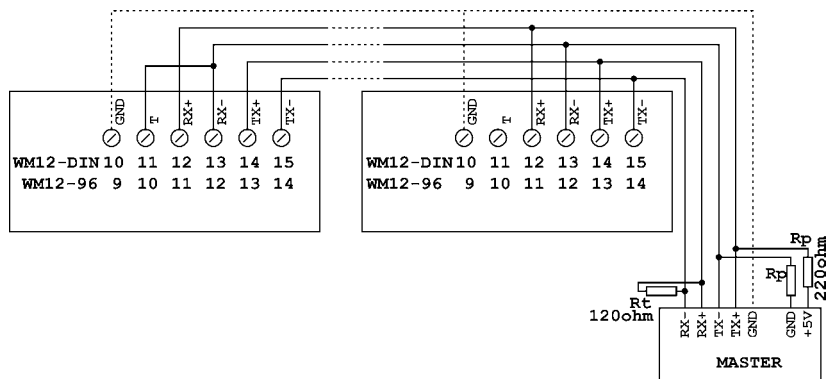 GND T RX+ RX- TX+ TX-
WM12-DIN 10 11 12 13 14 15
WM12-96 9 10 11 12 13 14
GND T RX+ RX- TX+ TX-
WM12-DIN 10 11 12 13 14 15
WM12-96 9 10 11 12 13 14
Rp
220ohm
Rp
Rt
120ohm
RX- RX+ TX- TX+ GND GND +5V
MASTER